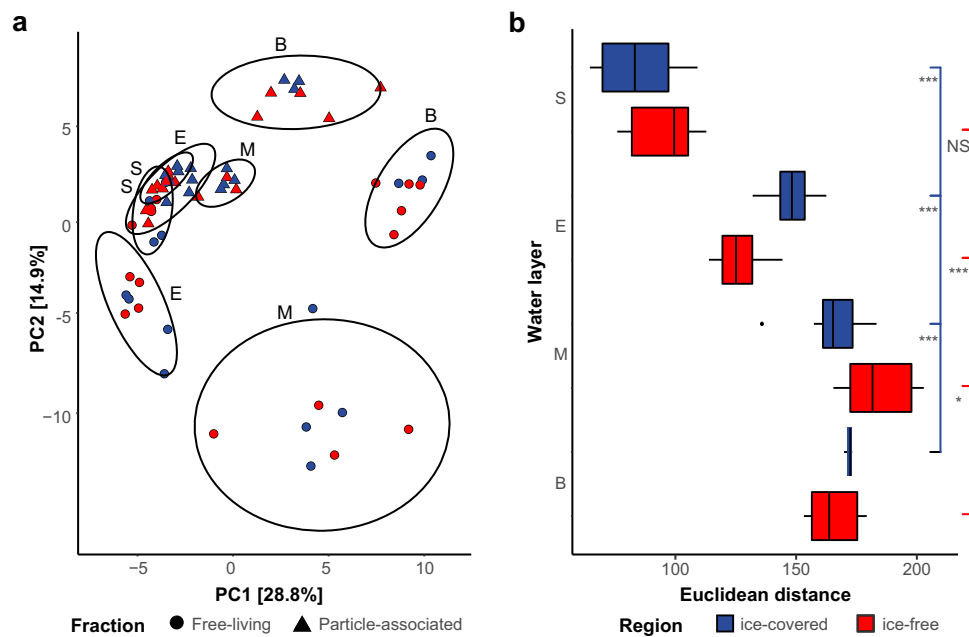 a
B
B
E
S
M
S
E
M
5
0
−5
−10
PC2 [14.9%]
−5 0 5 10
PC1 [28.8%]
Fraction Free-living Particle-associated
b
S
E
M
B
Water layer
***
NS
***
***
***
*
100 150 200
Euclidean distance
Region ice-covered ice-free